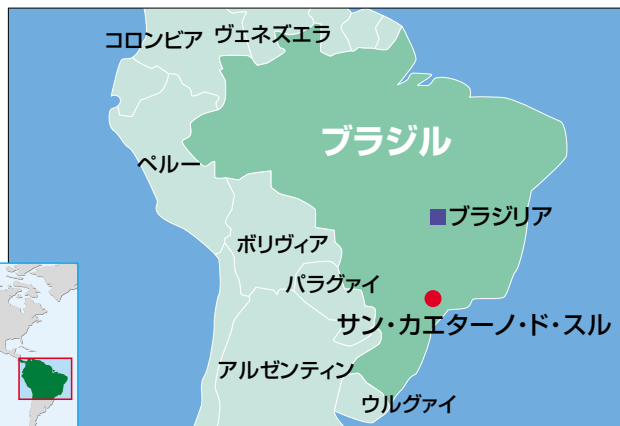 コロンビア
ヴェネズエラ
ブラジル
ペルー
ブラジリア
ボリヴィア
パラグァイ
サン・カエターノ・ド・スル
アルゼンティン
ウルグァイ